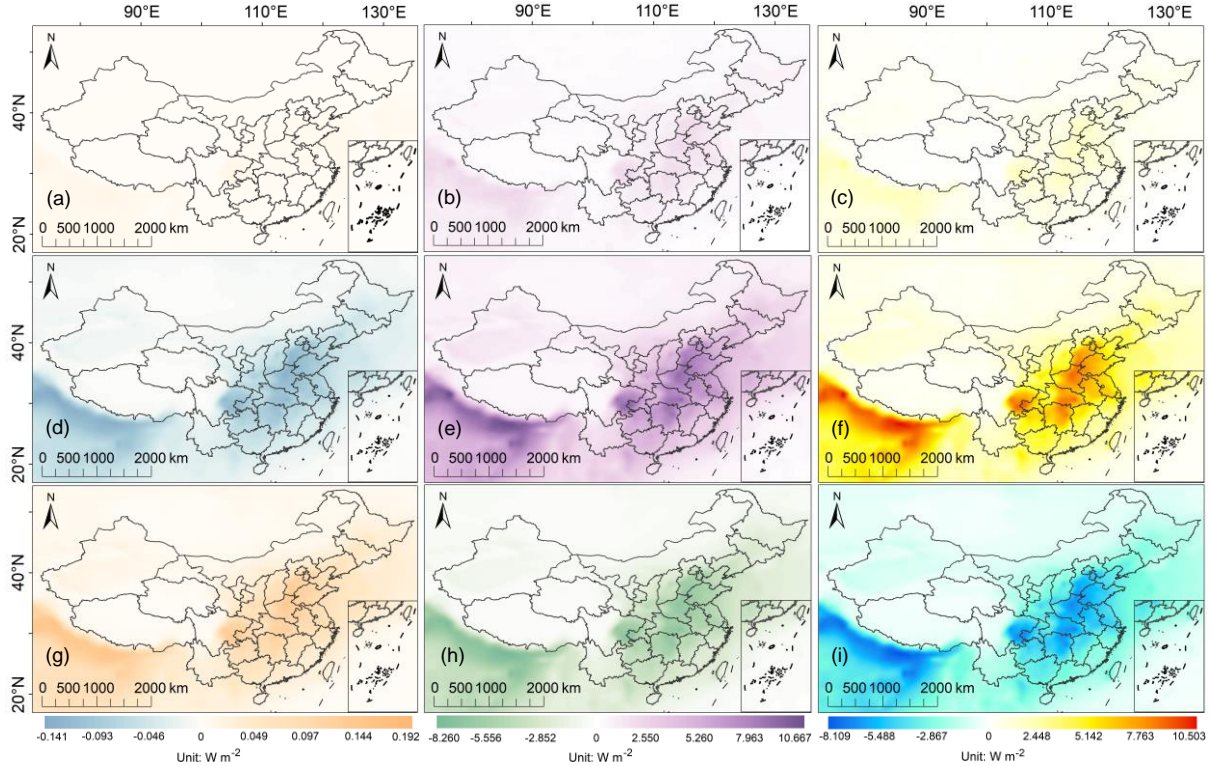 90°E 110°E 130°E 90°E 110°E 130°E 90°E 110°E 130°E
40°N
20°N
N
(a)
0 500 1000 2000 km
N
(b)
0 500 1000 2000 km
N
(c)
0 500 1000 2000 km
40°N
20°N
N
(d)
0 500 1000 2000 km
N
(e)
0 500 1000 2000 km
N
(f)
0 500 1000 2000 km
40°N
20°N
N
(g)
0 500 1000 2000 km
N
(h)
0 500 1000 2000 km
N
(i)
0 500 1000 2000 km
-0.141 -0.093 -0.046 0 0.049 0.097 0.144 0.192
Unit: W m-2
-8.260 -5.556 -2.852 0 2.550 5.260 7.963 10.667
Unit: W m-2
-8.109 -5.488 -2.867 0 2.448 5.142 7.763 10.503
Unit: W m-2